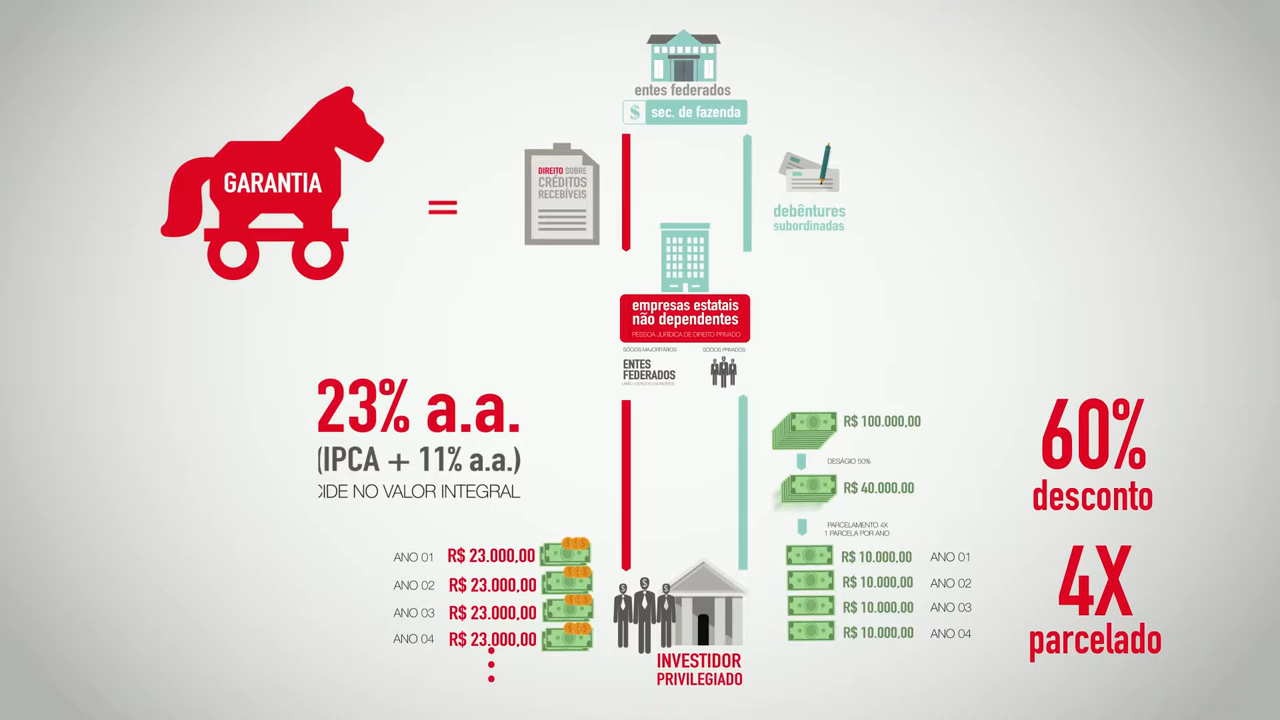 entes federados
$ sec. de fazenda
GARANTIA
=
DIREITO SOBRE
CRÉDITOS
RECEBÍVEIS
debêntures
subordinadas
empresas estatais
não dependentes
PESSOA JURÍDICA DE DIREITO PRIVADO
SÓCIOS MAJORITÁRIOS
SÓCIOS PRIVADOS
ENTES
FEDERADOS
23% a.a.
(IPCA + 11% a.a.)
CIDE NO VALOR INTEGRAL
R$ 100.000,00
DESÁGIO 50%
R$ 40.000,00
PARCELAMENTO 4X
1 PARCELA POR ANO
60%
desconto
4X
parcelado
ANO 01 R$ 23.000,00
ANO 02 R$ 23.000,00
ANO 03 R$ 23.000,00
ANO 04 R$ 23.000,00
R$ 10.000,00 ANO 01
R$ 10.000,00 ANO 02
R$ 10.000,00 ANO 03
R$ 10.000,00 ANO 04
INVESTIDOR
PRIVILEGIADO